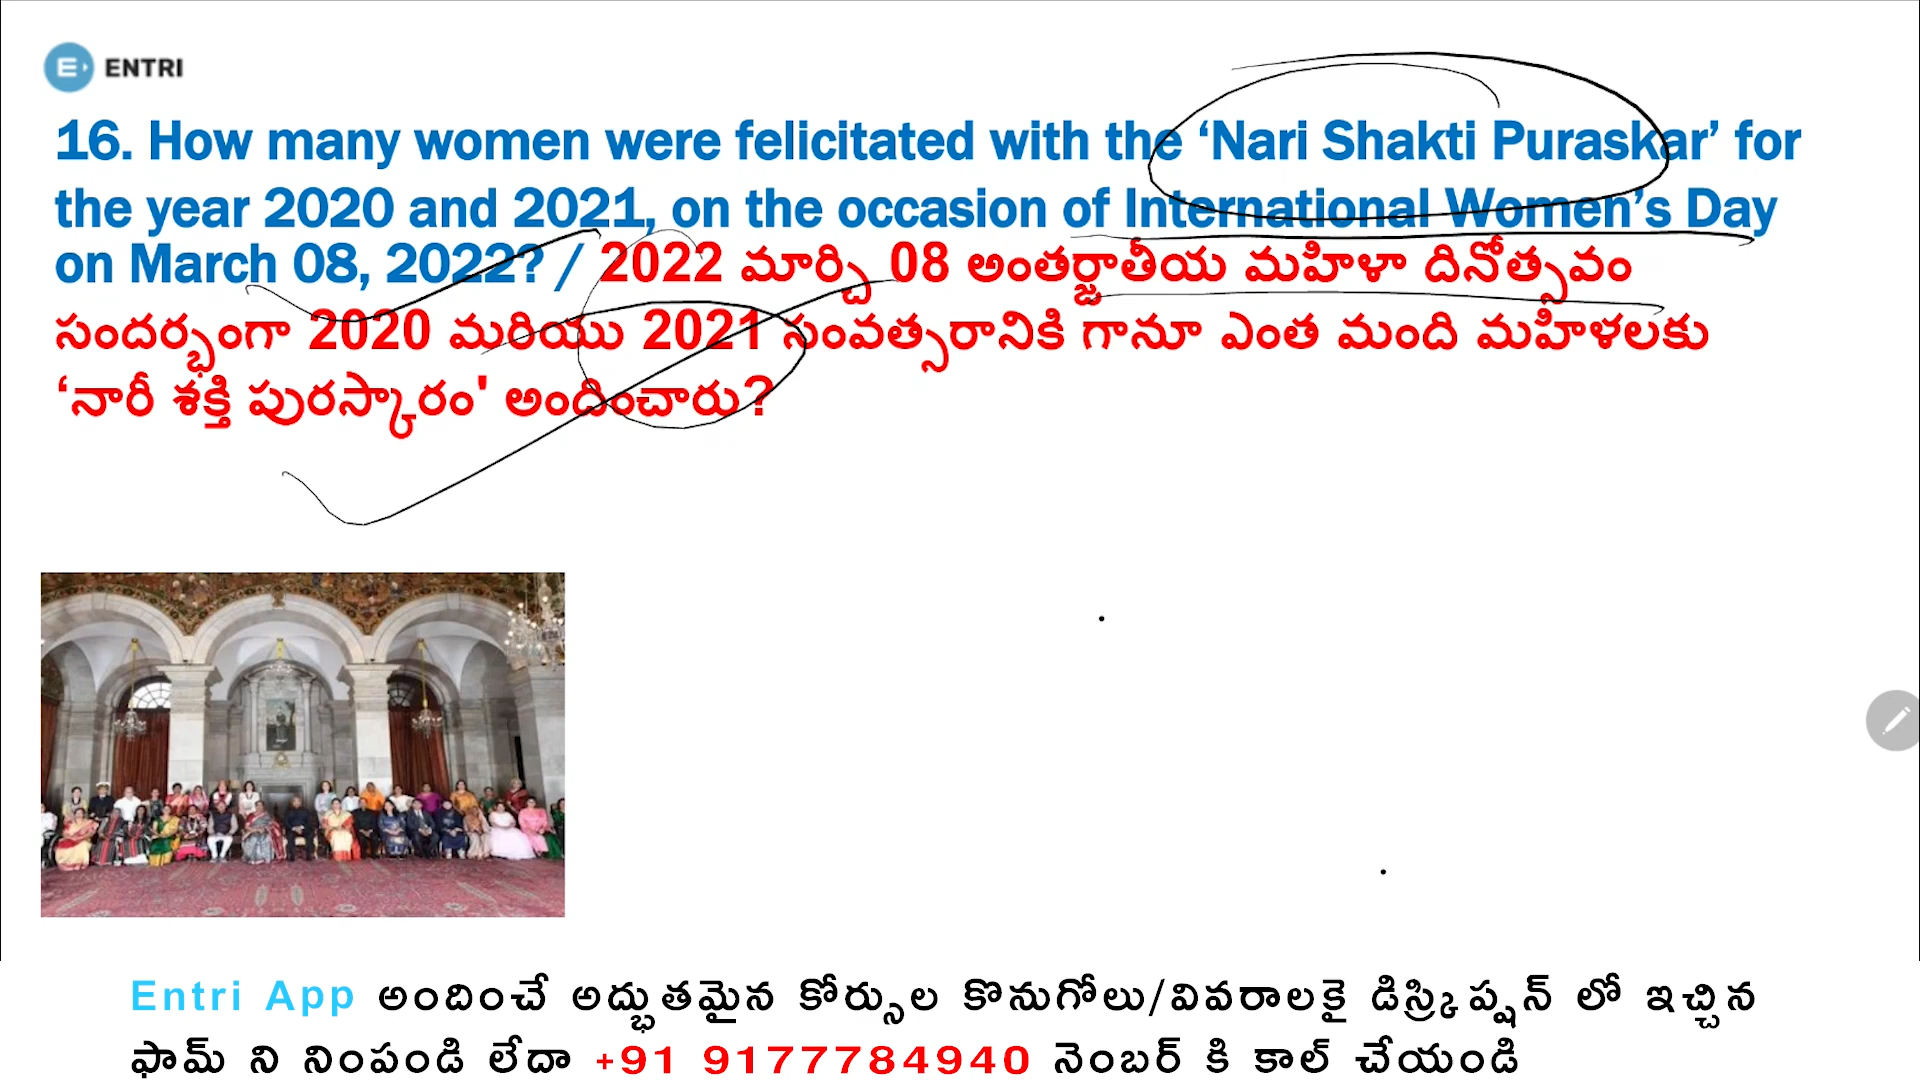 ENTRI
16. How many women were felicitated with the ‘Nari Shakti Puraskar’ for
the year 2020 and 2021, on the occasion of International Women’s Day
on March 08, 2022? / 2022 మార్చి 08 అంతర్జాతీయ మహిళా దినోత్సవం
సందర్భంగా 2020 మరియు 2021 సంవత్సరానికి గానూ ఎంత మంది మహిళలకు
‘నారీ శక్తి పురస్కారం' అందించారు?
Entri App అందించే అద్భుతమైన కోర్సుల కొనుగోలు/వివరాలకై డిస్క్రిప్షన్ లో ఇచ్చిన
ఫామ్ ని నింపండి లేదా +91 9177784940 నెంబర్ కి కాల్ చేయండి